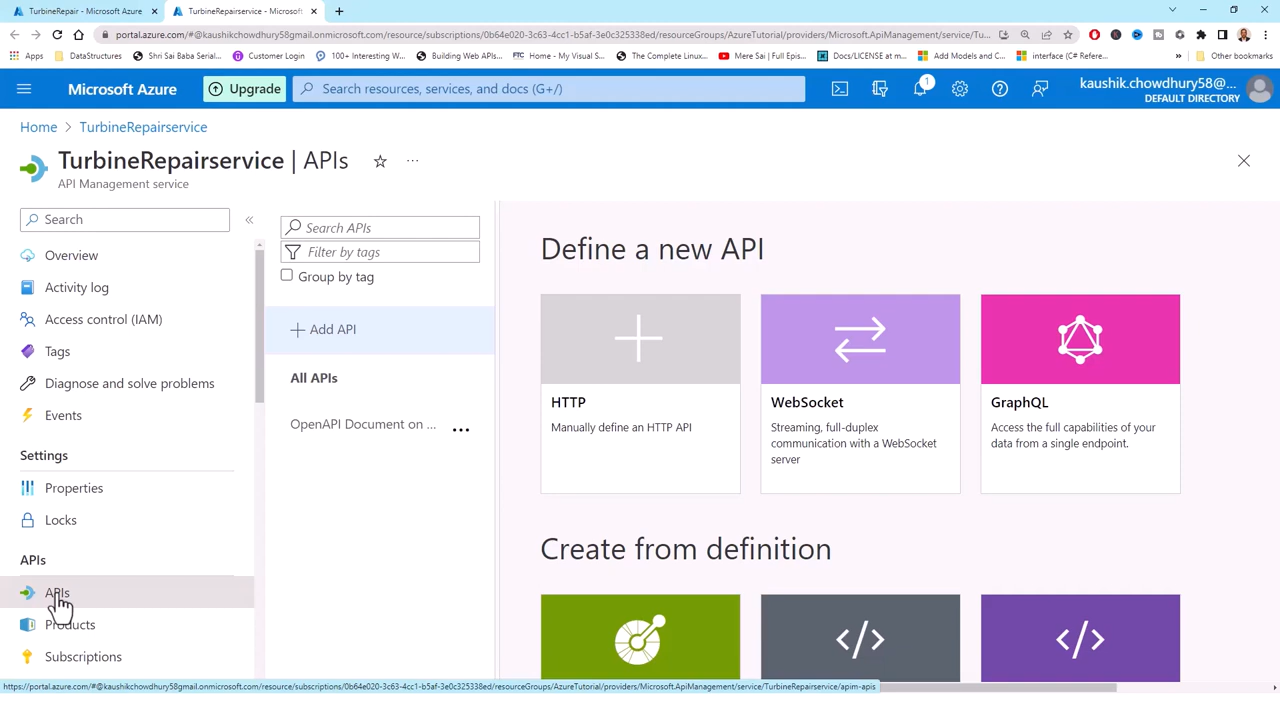 TurbineRepair - Microsoft Azure
TurbineRepairservice - Microsoft
portal.azure.com/#@kaushikchowdhury58gmail.onmicrosoft.com/resource/subscriptions/0b64e020-3c63-4cc1-b5af-3e0c325338ed/resourceGroups/AzureTutorial/providers/Microsoft.ApiManagement/service/Tu...
Apps
DataStructures
Shri Sai Baba Serial...
Customer Login
100+ Interesting W...
Building Web APIs...
Home - My Visual S...
The Complete Linux...
Mere Sai | Full Epis...
Docs/LICENSE at m...
Add Models and C...
interface (C# Refere...
»
Other bookmarks
Microsoft Azure
Upgrade
Search resources, services, and docs (G+/)
1
kaushik.chowdhury58@...
DEFAULT DIRECTORY
Home > TurbineRepairservice
TurbineRepairservice | APIs
API Management service
Search
«
Overview
Activity log
Access control (IAM)
Tags
Diagnose and solve problems
Events
Settings
Properties
Locks
APIs
APIs
Products
Subscriptions
Search APIs
Filter by tags
Group by tag
Add API
All APIs
OpenAPI Document on ...
Define a new API
HTTP
Manually define an HTTP API
WebSocket
Streaming, full-duplex
communication with a WebSocket
server
GraphQL
Access the full capabilities of your
data from a single endpoint.
Create from definition
https://portal.azure.com/#@kaushikchowdhury58gmail.onmicrosoft.com/resource/subscriptions/0b64e020-3c63-4cc1-b5af-3e0c325338ed/resourceGroups/AzureTutorial/providers/Microsoft.ApiManagement/service/TurbineRepairservice/apim-apis